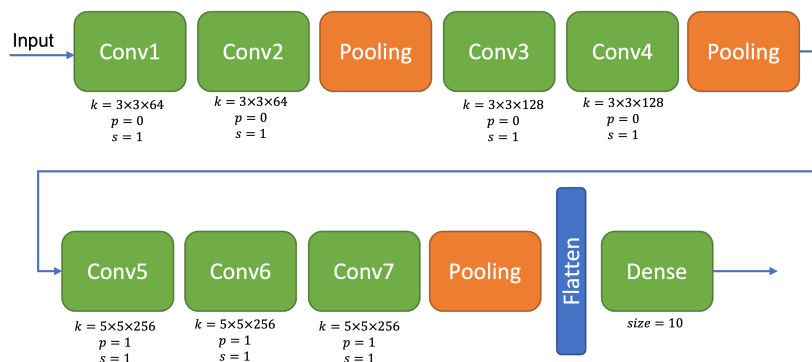 Input
Conv1
Conv2
Pooling
Conv3
Conv4
Pooling
k = 3×3×64
p = 0
s = 1
k = 3×3×64
p = 0
s = 1
k = 3×3×128
p = 0
s = 1
k = 3×3×128
p = 0
s = 1
Conv5
Conv6
Conv7
Pooling
Flatten
Dense
k = 5×5×256
p = 1
s = 1
k = 5×5×256
p = 1
s = 1
k = 5×5×256
p = 1
s = 1
size = 10